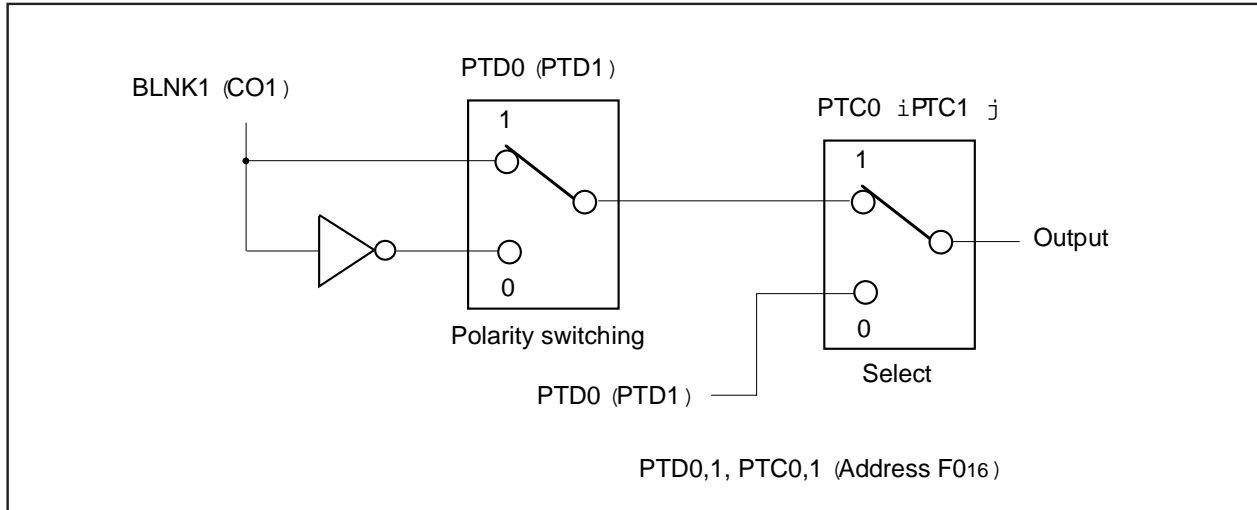 BLNK1 (CO1)
PTD0 (PTD1)
1
0
Polarity switching
PTC0 iPTC1 j
1
0
Select
Output
PTD0 (PTD1)
PTD0,1, PTC0,1 (Address F016)